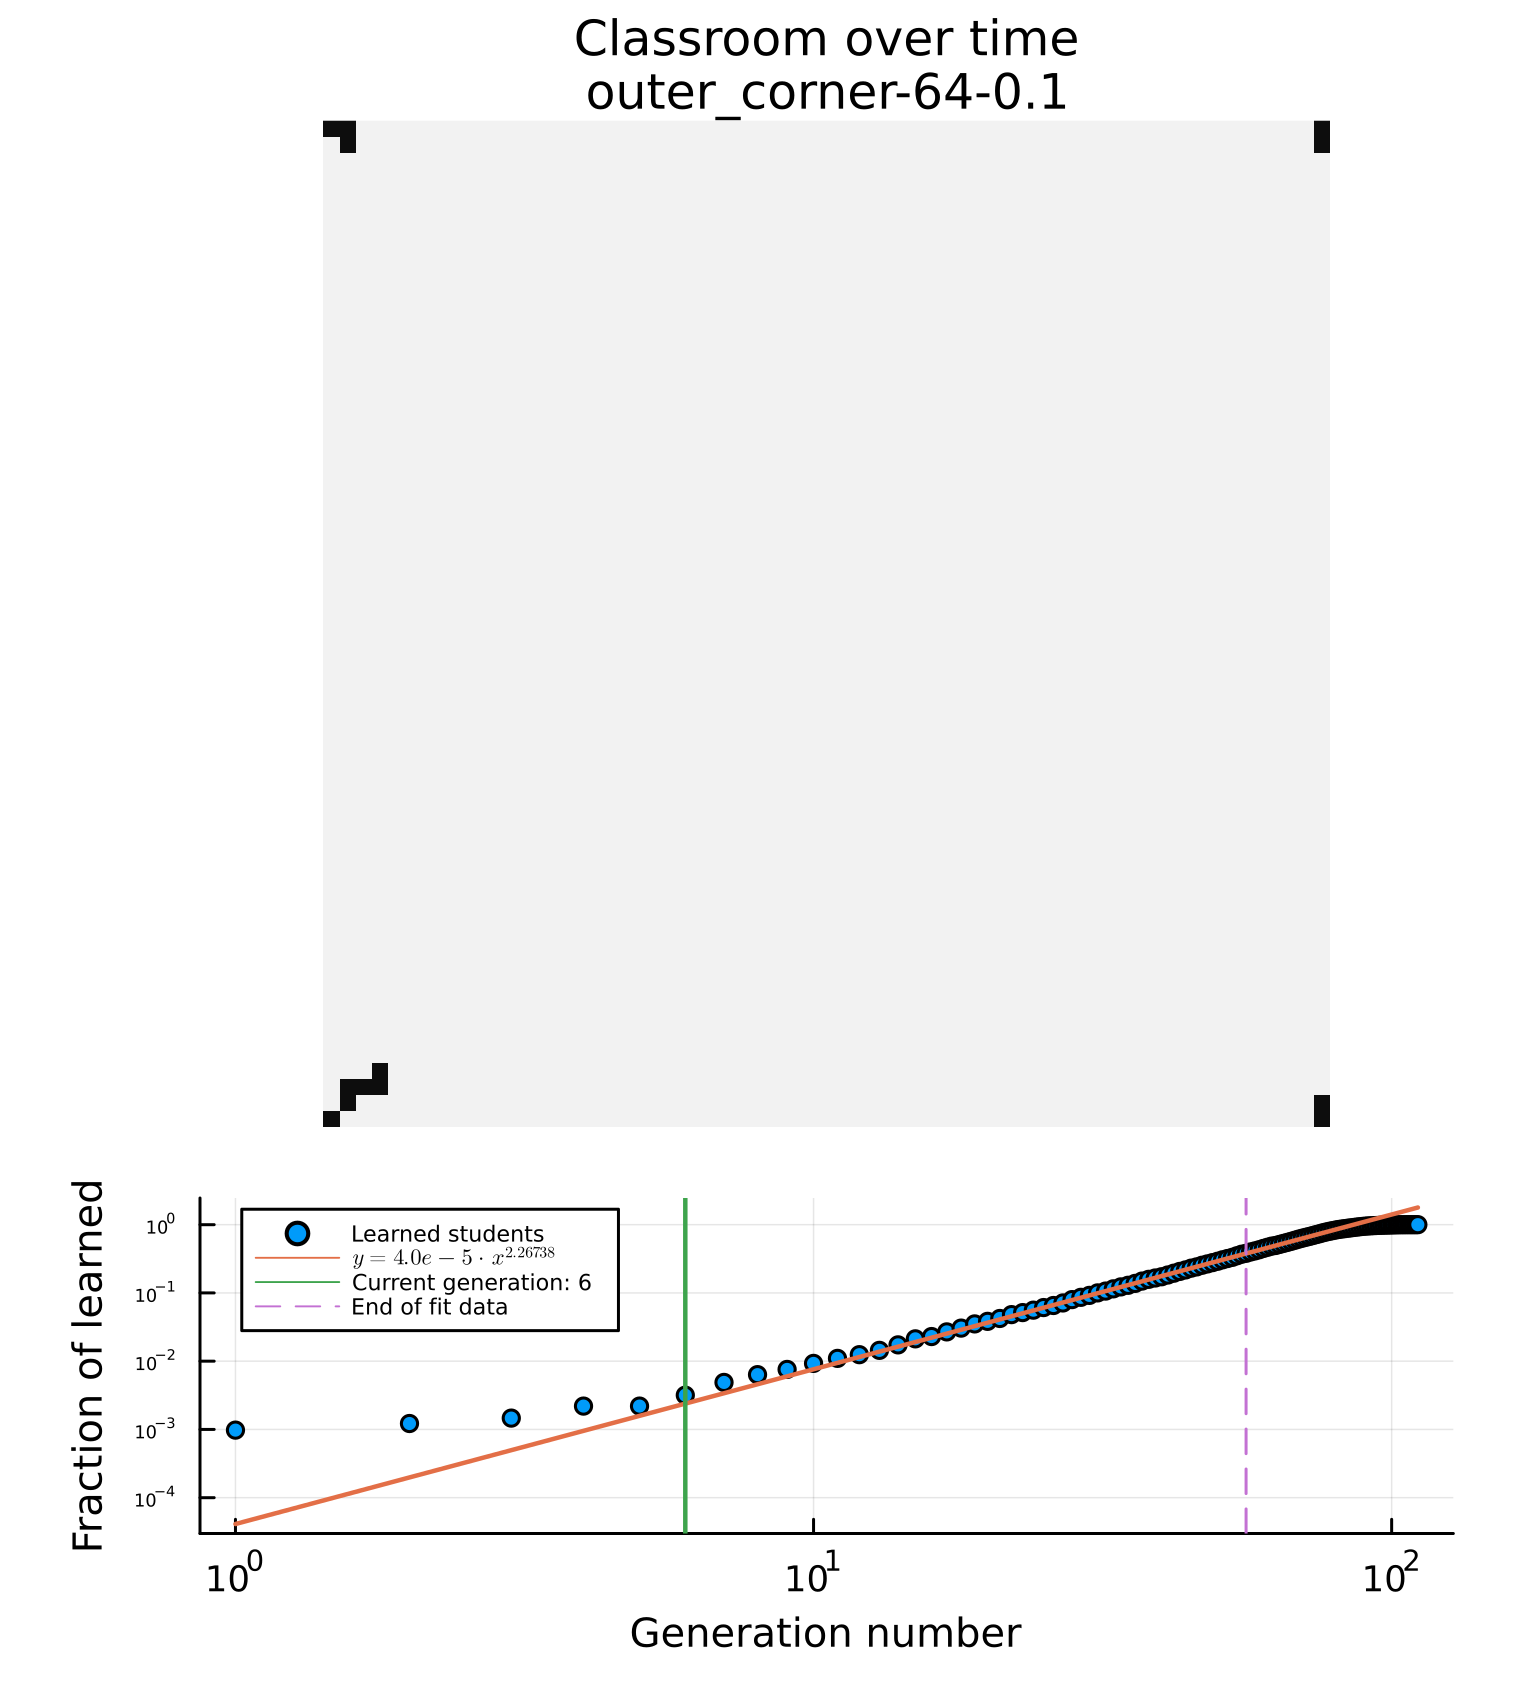 Classroom over time
outer_corner-64-0.1
Fraction of learned
10⁰
10⁻¹
10⁻²
10⁻³
10⁻⁴
Learned students
y = 4.0e − 5 · x^2.26738
Current generation: 6
End of fit data
10⁰ 10¹ 10²
Generation number